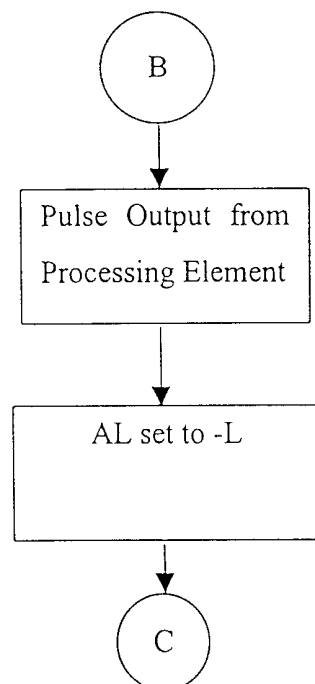 B
Pulse Output from
Processing Element
AL set to -L
C